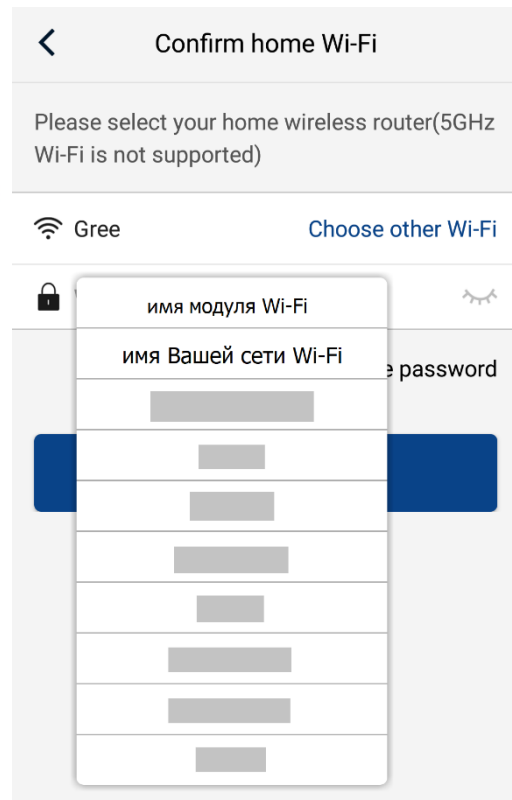 Confirm home Wi-Fi
Please select your home wireless router(5GHz
Wi-Fi is not supported)
Gree Choose other Wi-Fi
имя модуля Wi-Fi
имя Вашей сети Wi-Fi
password